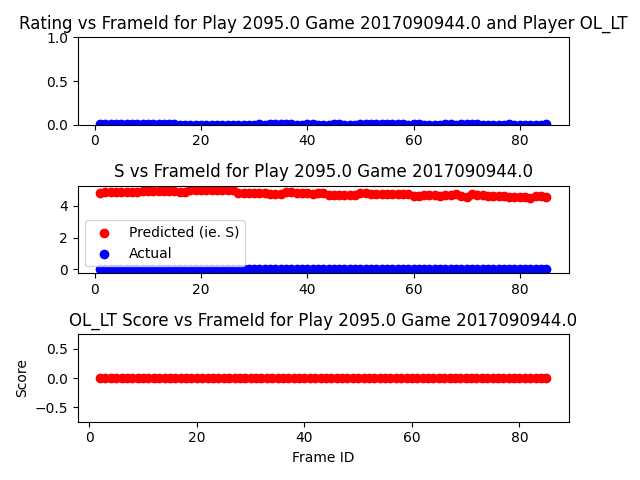 Rating vs FrameId for Play 2095.0 Game 2017090944.0 and Player OL_LT
1.0
0.5
0.0
0 20 40 60 80
S vs FrameId for Play 2095.0 Game 2017090944.0
4
2
0
Predicted (ie. S)
Actual
0 20 40 60 80
OL_LT Score vs FrameId for Play 2095.0 Game 2017090944.0
Score
0.5
0.0
−0.5
0 20 40 60 80
Frame ID